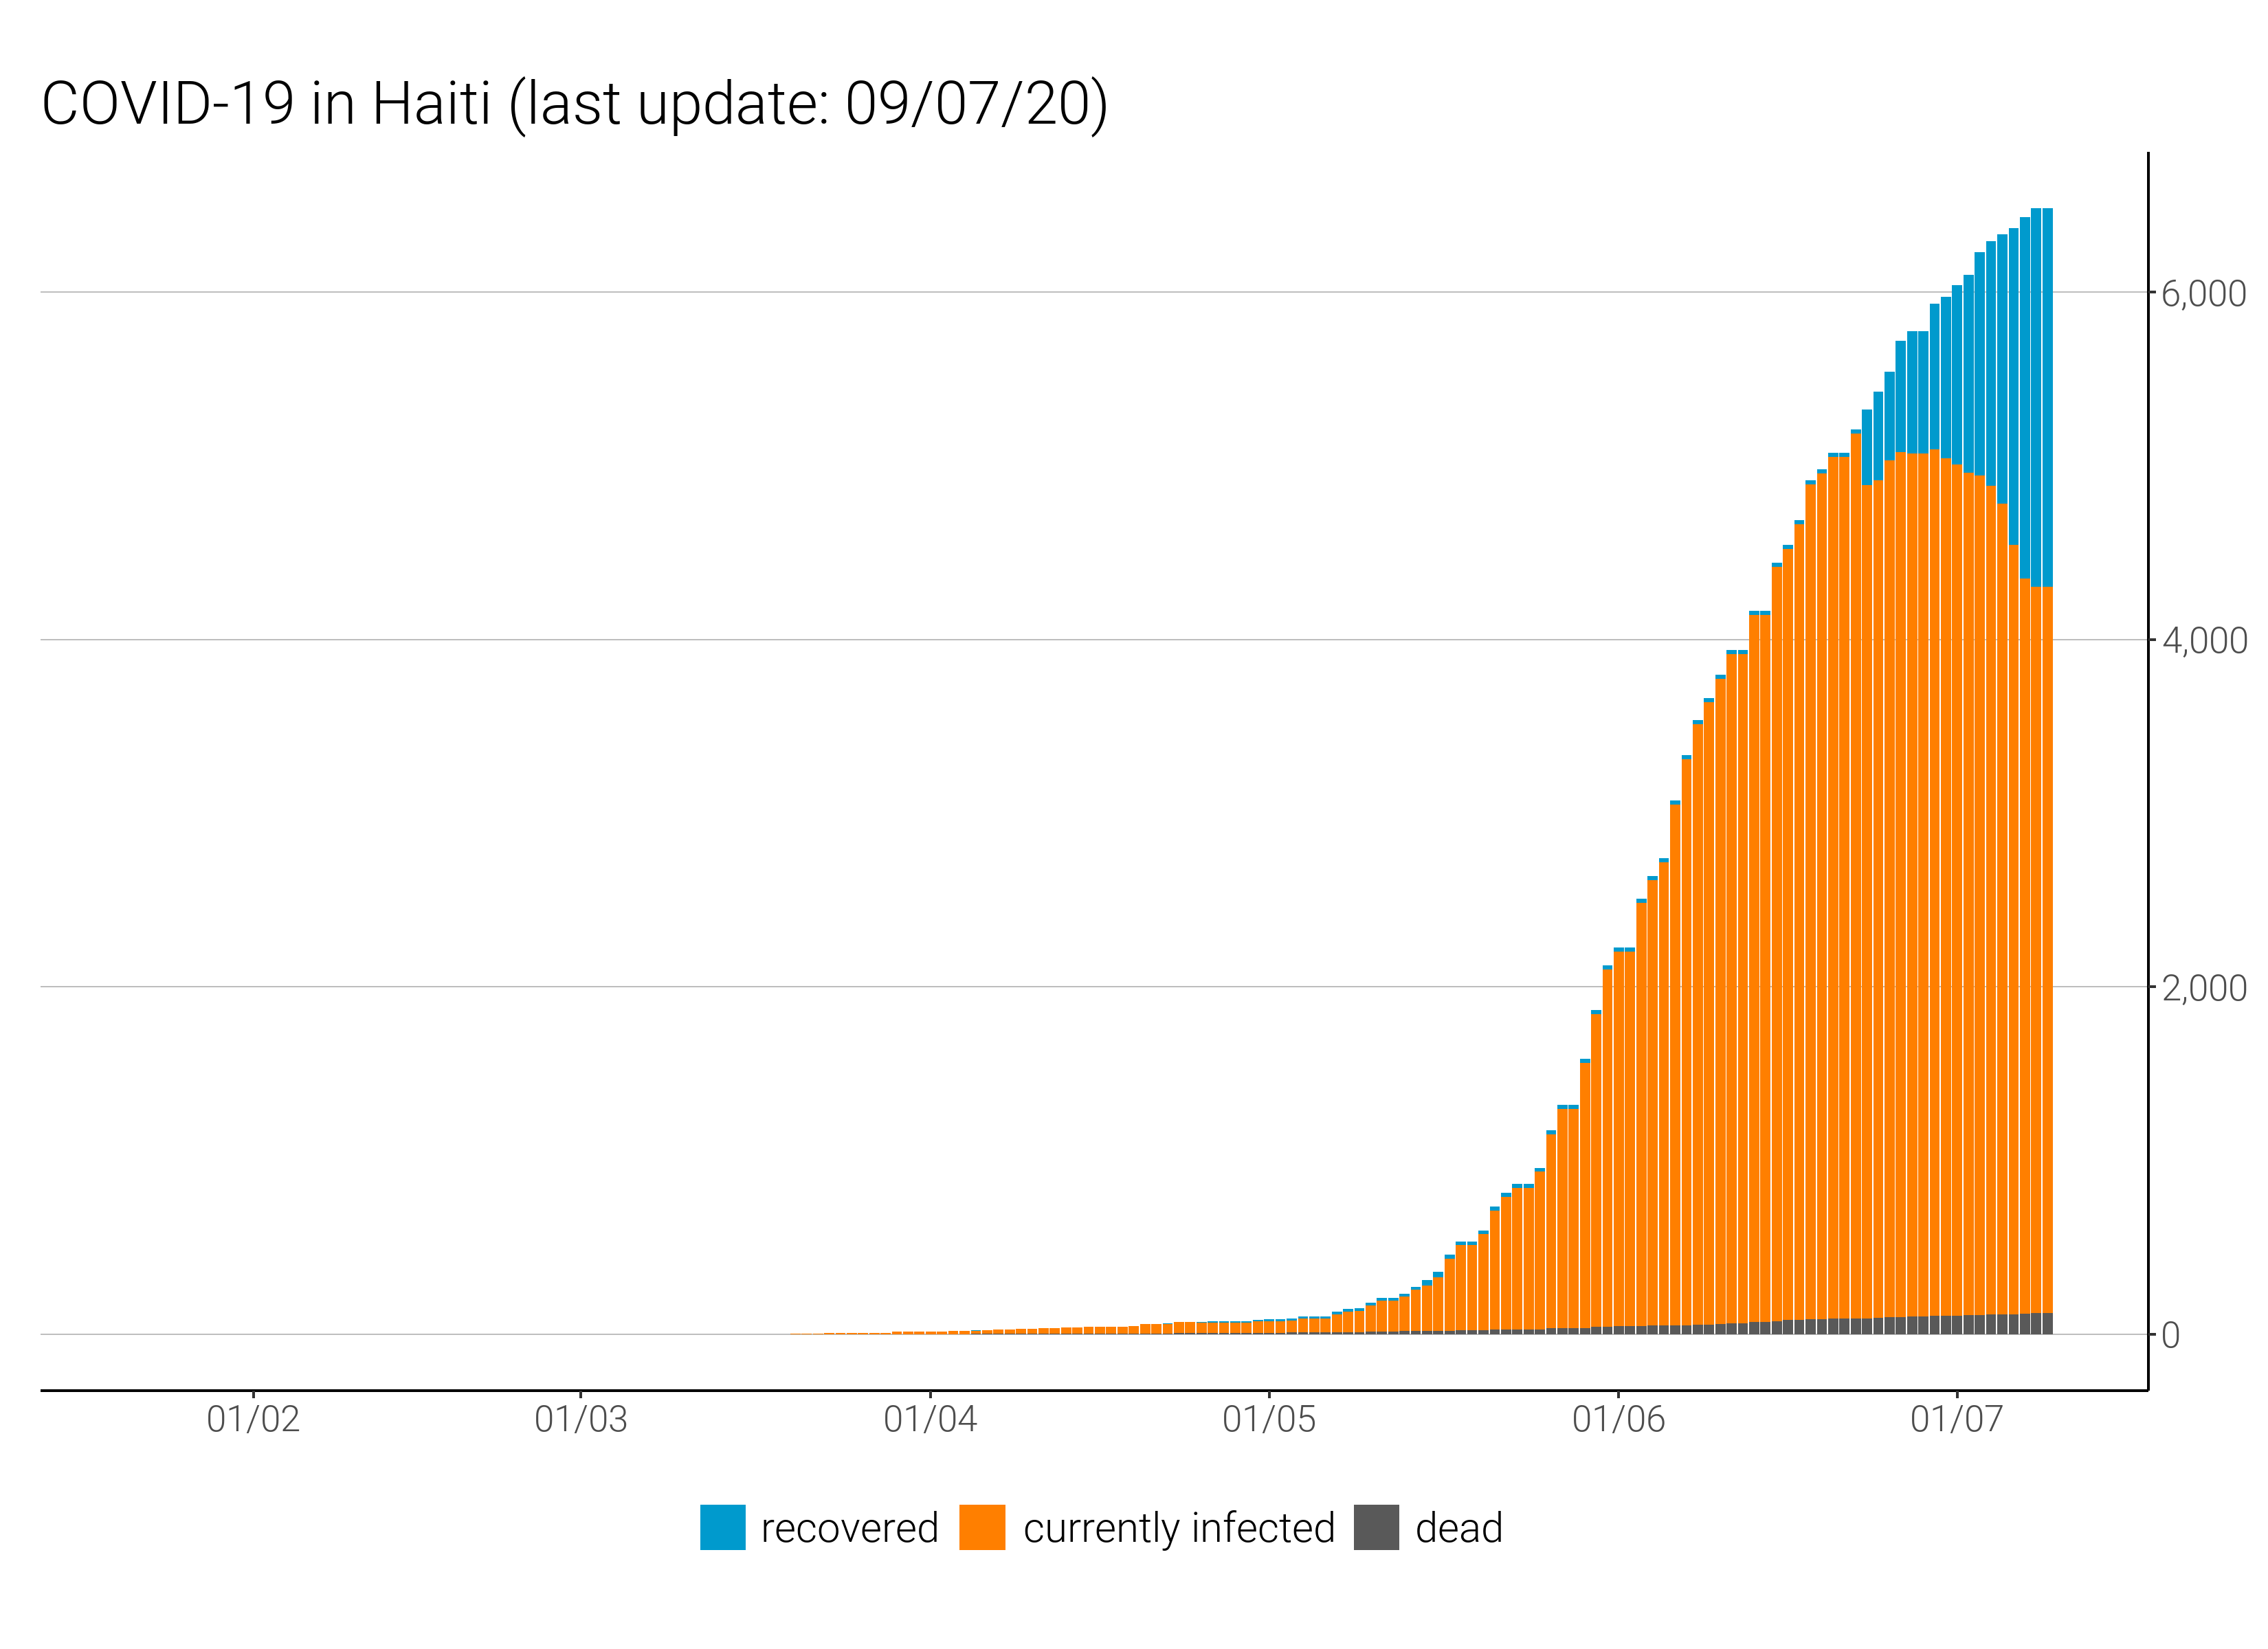 COVID-19 in Haiti (last update: 09/07/20)
6,000
4,000
2,000
0
01/02 01/03 01/04 01/05 01/06 01/07
recovered currently infected dead